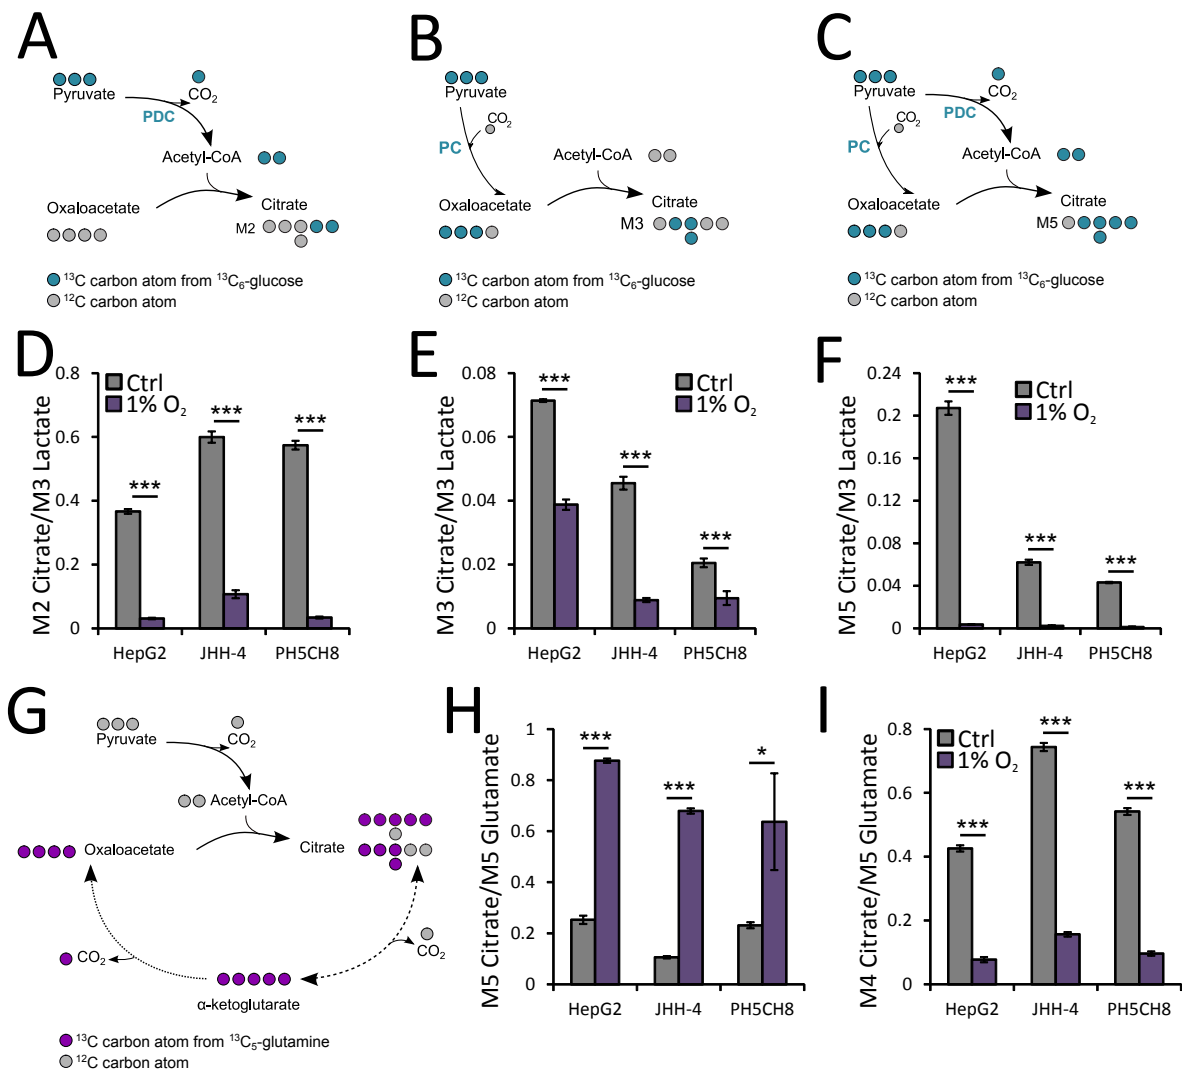 A
Pyruvate
CO₂
PDC
Acetyl-CoA
Oxaloacetate
Citrate
M2
¹³C carbon atom from ¹³C₆-glucose
¹²C carbon atom
B
Pyruvate
CO₂
PC
Acetyl-CoA
Oxaloacetate
Citrate
M3
¹³C carbon atom from ¹³C₆-glucose
¹²C carbon atom
C
Pyruvate
CO₂
PDC
CO₂
PC
Acetyl-CoA
Oxaloacetate
Citrate
M5
¹³C carbon atom from ¹³C₆-glucose
¹²C carbon atom
D
M2 Citrate/M3 Lactate
0.8
0.6
0.4
0.2
0
Ctrl
1% O₂
***
***
***
HepG2 JHH-4 PH5CH8
E
M3 Citrate/M3 Lactate
0.08
0.06
0.04
0.02
0
Ctrl
1% O₂
***
***
***
HepG2 JHH-4 PH5CH8
F
M5 Citrate/M3 Lactate
0.24
0.2
0.16
0.12
0.08
0.04
0
Ctrl
1% O₂
***
***
***
HepG2 JHH-4 PH5CH8
G
Pyruvate
CO₂
Acetyl-CoA
Oxaloacetate
Citrate
CO₂
CO₂
α-ketoglutarate
¹³C carbon atom from ¹³C₅-glutamine
¹²C carbon atom
H
M5 Citrate/M5 Glutamate
1
0.8
0.6
0.4
0.2
0
***
***
*
HepG2 JHH-4 PH5CH8
I
M4 Citrate/M5 Glutamate
0.8
0.6
0.4
0.2
0
Ctrl
1% O₂
***
***
***
HepG2 JHH-4 PH5CH8